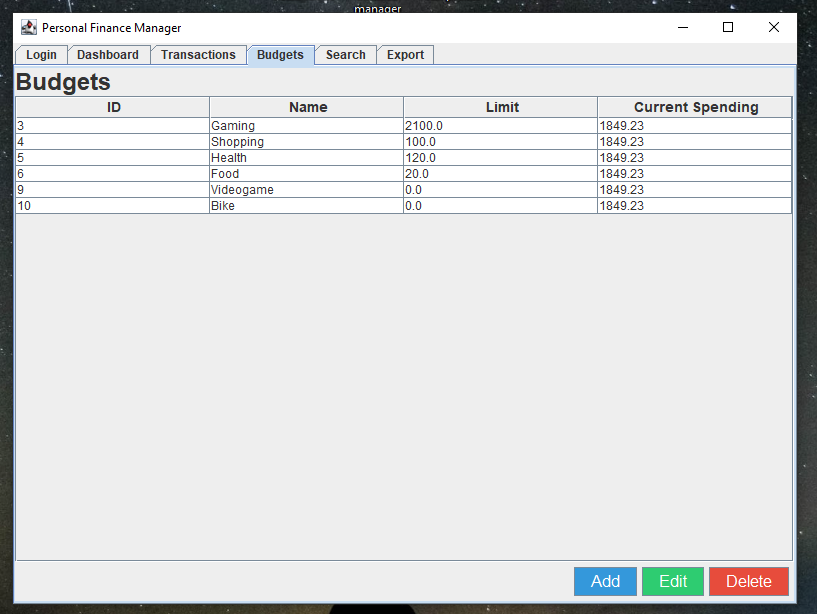 manager
Personal Finance Manager
Login Dashboard Transactions Budgets Search Export
Budgets
ID Name Limit Current Spending
3 Gaming 2100.0 1849.23
4 Shopping 100.0 1849.23
5 Health 120.0 1849.23
6 Food 20.0 1849.23
9 Videogame 0.0 1849.23
10 Bike 0.0 1849.23
Add Edit Delete